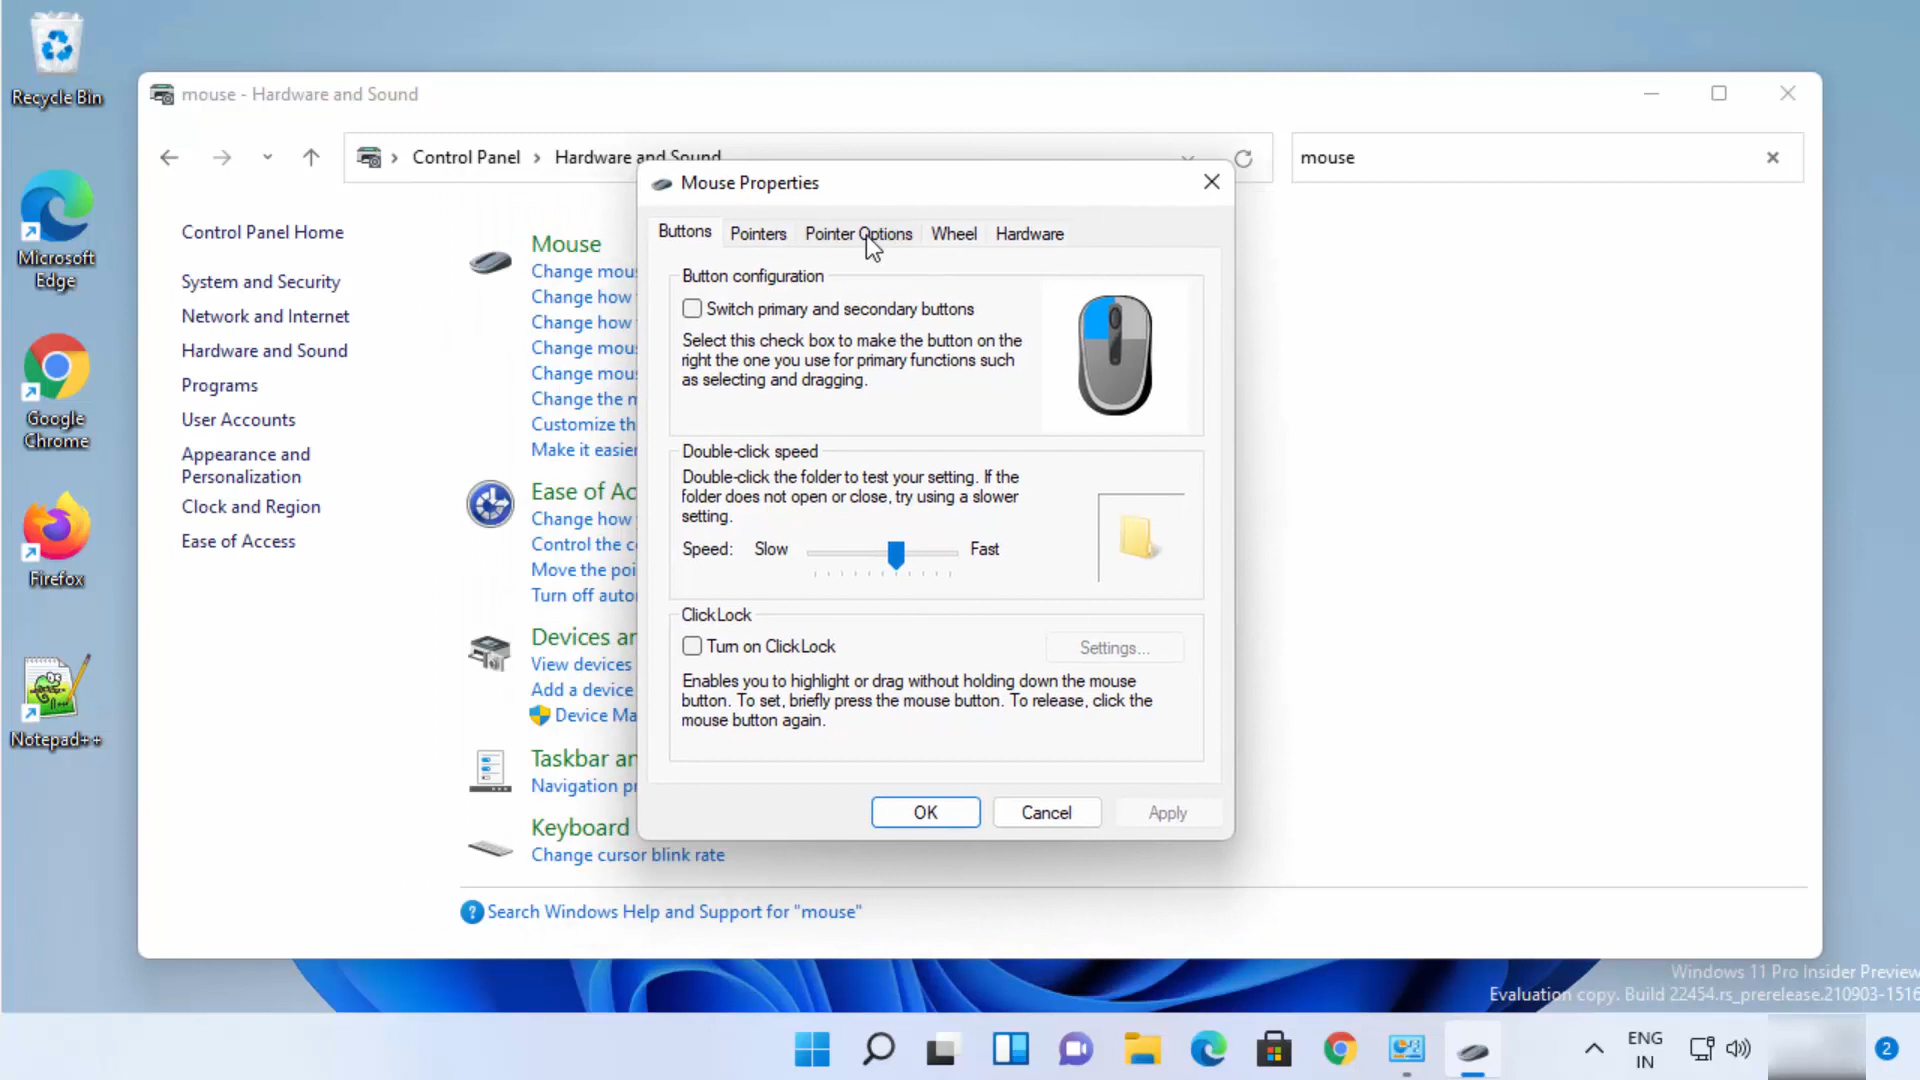 Recycle Bin
Microsoft
Edge
Google
Chrome
Firefox
Notepad++
mouse - Hardware and Sound
Control Panel
Hardware and Sound
mouse
Control Panel Home
System and Security
Network and Internet
Hardware and Sound
Programs
User Accounts
Appearance and
Personalization
Clock and Region
Ease of Access
Mouse
Change
Change how
Change how
Change
Change
Change the
Customize
Make it easier
Ease of
Change how
Control the
Move the
Turn off
Devices
View devices
Add a device
Device
Taskbar
Navigation
Keyboard
Change cursor blink rate
Search Windows Help and Support for "mouse"
Mouse Properties
Buttons
Pointers
Pointer Options
Wheel
Hardware
Button configuration
Switch primary and secondary buttons
Select this check box to make the button on the
right the one you use for primary functions such
as selecting and dragging.
Double-click speed
Double-click the folder to test your setting. If the
folder does not open or close, try using a slower
setting.
Speed: Slow Fast
ClickLock
Turn on ClickLock
Settings...
Enables you to highlight or drag without holding down the mouse
button. To set, briefly press the mouse button. To release, click the
mouse button again.
OK
Cancel
Apply
Windows 11 Pro Insider Preview
Evaluation copy. Build 22454.rs_prerelease.210903-1516
ENG
IN
2